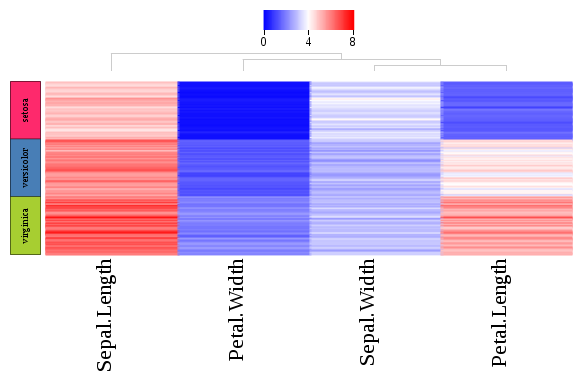 0 4 8
setosa
versicolor
virginica
Sepal.Length
Petal.Width
Sepal.Width
Petal.Length